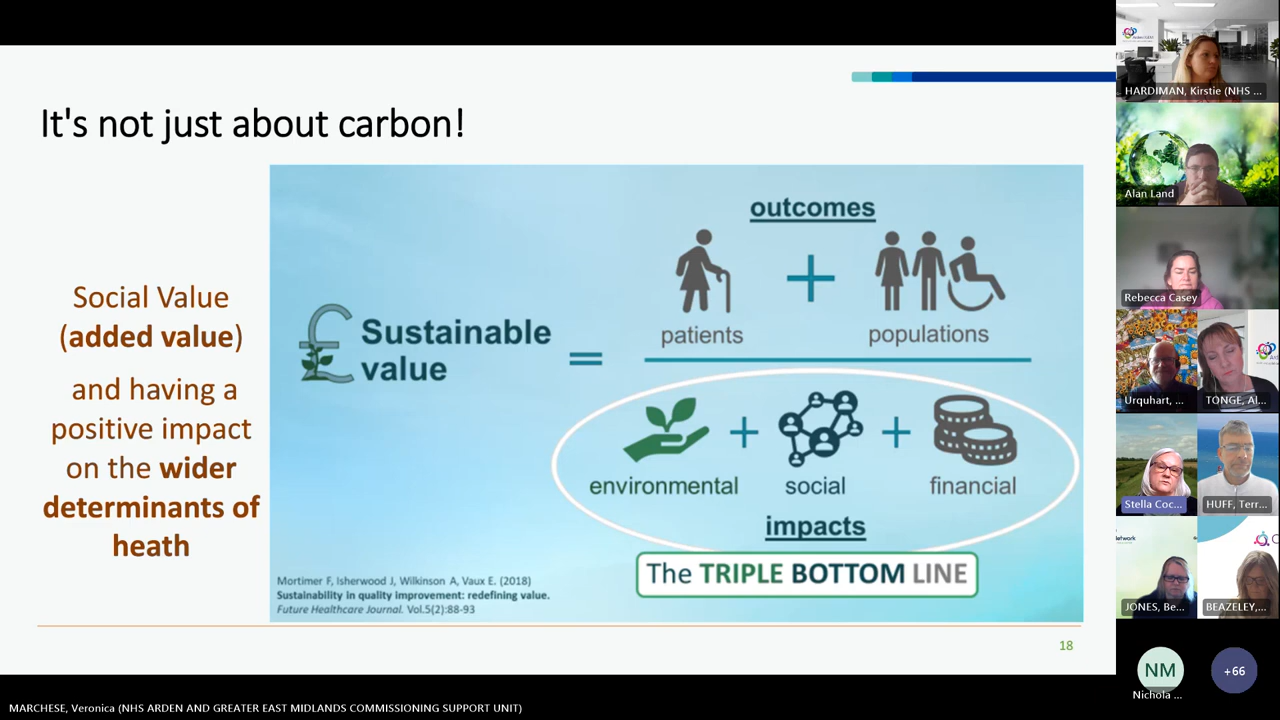 It's not just about carbon!
Social Value
(added value)
and having a
positive impact
on the wider
determinants of
heath
outcomes
patients
populations
£ Sustainable
value
=
+
environmental
+
social
+
financial
impacts
The TRIPLE BOTTOM LINE
Mortimer F, Isherwood J, Wilkinson A, Vaux E. (2018)
Sustainability in quality improvement: redefining value.
Future Healthcare Journal. Vol.5(2):88-93
18
HARDIMAN, Kirstie (NHS ...
Alan Land
Rebecca Casey
Urquhart, ...
TONGE, Al...
Stella Coc...
HUFF, Terr...
JONES, Be...
BEAZELEY,...
NM
Nichola ...
+66
MARCHESE, Veronica (NHS ARDEN AND GREATER EAST MIDLANDS COMMISSIONING SUPPORT UNIT)